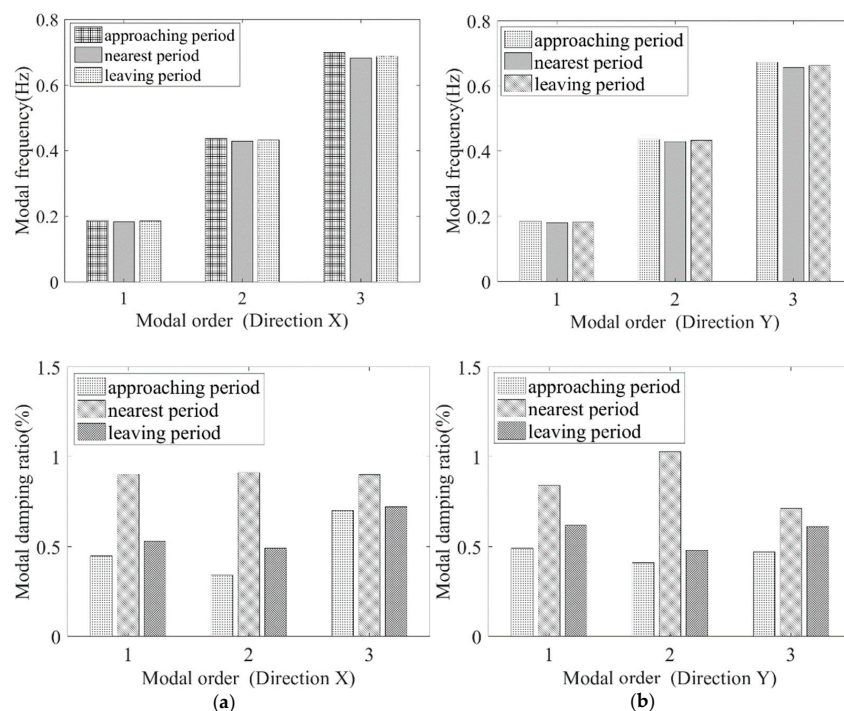 0.8
0.6
0.4
0.2
0
Modal frequency(Hz)
approaching period
nearest period
leaving period
1 2 3
Modal order (Direction X)
0.8
0.6
0.4
0.2
0
Modal frequency(Hz)
approaching period
nearest period
leaving period
1 2 3
Modal order (Direction Y)
1.5
1
0.5
0
Modal damping ratio(%)
approaching period
nearest period
leaving period
1 2 3
Modal order (Direction X)
(a)
1.5
1
0.5
0
Modal damping ratio(%)
approaching period
nearest period
leaving period
1 2 3
Modal order (Direction Y)
(b)